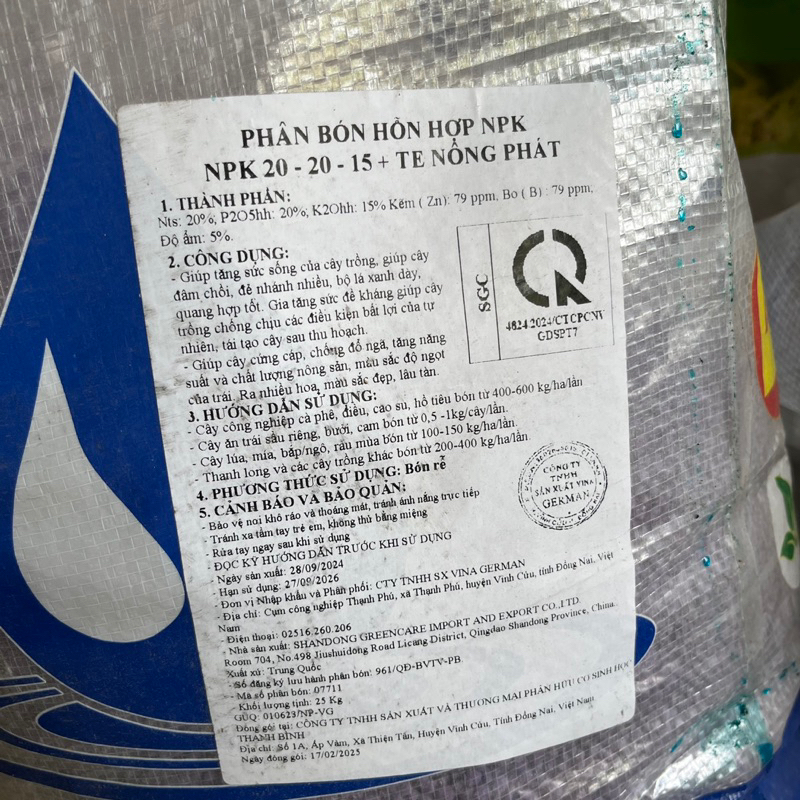 PHÂN BÓN HỖN HỢP NPK
NPK 20 - 20 - 15 + TE NÔNG PHÁT
1. THÀNH PHẦN:
Nts: 20%, P2O5hh: 20%, K2Ohh: 15% Kẽm ( Zn): 79 ppm, Bo ( B) : 79 ppm,
Độ ẩm: 5%.
2. CÔNG DỤNG:
- Giúp tăng sức sống của cây trồng, giúp cây
đâm chồi, đẻ nhánh nhiều, bộ lá xanh dày,
quang hợp tốt. Gia tăng sức đề kháng giúp cây
trồng chống chịu các điều kiện bất lợi của tự
nhiên, tái tạo cây sau thu hoạch.
- Giúp cây cứng cáp, chống đổ ngã, tăng năng
suất và chất lượng nông sản, màu sắc độ ngọt
của trái. Ra nhiều hoa, màu sắc đẹp, lâu tàn.
SGC
4824 2024/CTCPCNV
GDSPT7
3. HƯỚNG DẪN SỬ DỤNG:
- Cây công nghiệp cà phê, điều, cao su, hồ tiêu bón từ 400-600 kg/ha/lần
- Cây ăn trái sầu riêng, bưởi, cam bón từ 0,5 -1kg/cây/lần.
- Cây lúa, mía, bắp/ngô, rau mùa bón từ 100-150 kg/ha/lần.
- Thanh long và các cây trồng khác bón từ 200-400 kg/ha/lần.
4. PHƯƠNG THỨC SỬ DỤNG: Bón rễ
5. CẢNH BÁO VÀ BẢO QUẢN:
- Bảo vệ nơi khô ráo và thoáng mát, tránh ánh nắng trực tiếp
- Tránh xa tầm tay trẻ em, không thử bằng miệng
- Rửa tay ngay sau khi sử dụng
- ĐỌC KỸ HƯỚNG DẪN TRƯỚC KHI SỬ DỤNG
- Ngày sản xuất: 28/09/2024
- Hạn sử dụng: 27/09/2026
CÔNG TY
TNHH
SẢN XUẤT VINA
GERMAN
- Đơn vị Nhập khẩu và Phân phối: CTY TNHH SX VINA GERMAN
- Địa chỉ: Cụm công nghiệp Thạnh Phú, xã Thạnh Phú, huyện Vĩnh Cửu, tỉnh Đồng Nai, Việt
Nam
- Điện thoại: 02516.260.206
- Nhà sản xuất: SHANDONG GREENCARE IMPORT AND EXPORT CO.,LTD.
Room 704, No.498 Jiushuidong Road Licang District, Qingdao Shandong Province, China.
Xuất xứ: Trung Quốc
- Số đăng ký lưu hành phân bón: 961/QĐ-BVTV-PB
- Mã số phân bón: 07711
Khối lượng tịnh: 25 Kg
GUQ: 010623/NP-VG
Đóng gói tại: CÔNG TY TNHH SẢN XUẤT VÀ THƯƠNG MẠI PHÂN HỮU CƠ SINH HỌC
THANH BÌNH
Địa chỉ: Số 1A, Ấp Vàm, Xã Thiện Tân, Huyện Vĩnh Cửu, Tỉnh Đồng Nai, Việt Nam
Ngày đóng gói: 17/02/2025